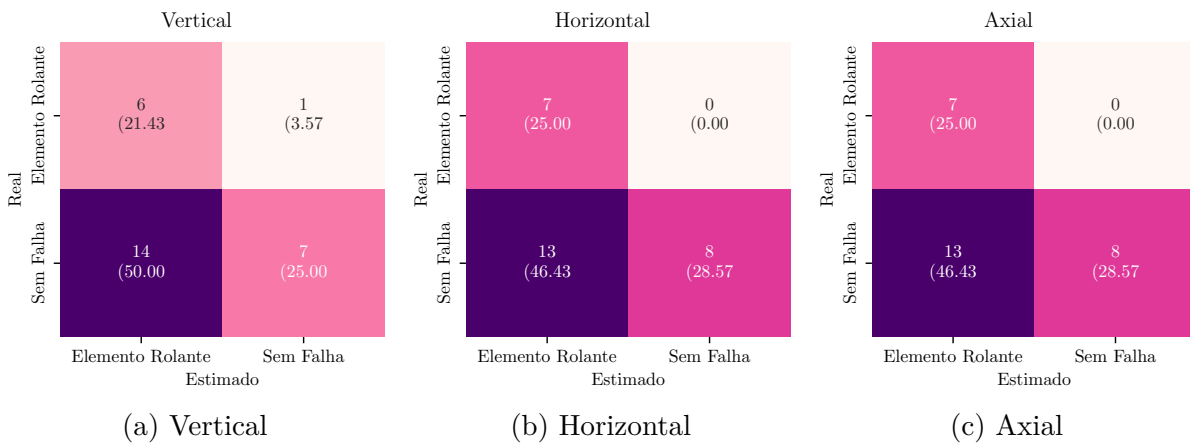 Vertical
Real
Elemento Rolante
Sem Falha
6
(21.43
1
(3.57
14
(50.00
7
(25.00
Elemento Rolante
Sem Falha
Estimado
(a) Vertical
Horizontal
Real
Elemento Rolante
Sem Falha
7
(25.00
0
(0.00
13
(46.43
8
(28.57
Elemento Rolante
Sem Falha
Estimado
(b) Horizontal
Axial
Real
Elemento Rolante
Sem Falha
7
(25.00
0
(0.00
13
(46.43
8
(28.57
Elemento Rolante
Sem Falha
Estimado
(c) Axial